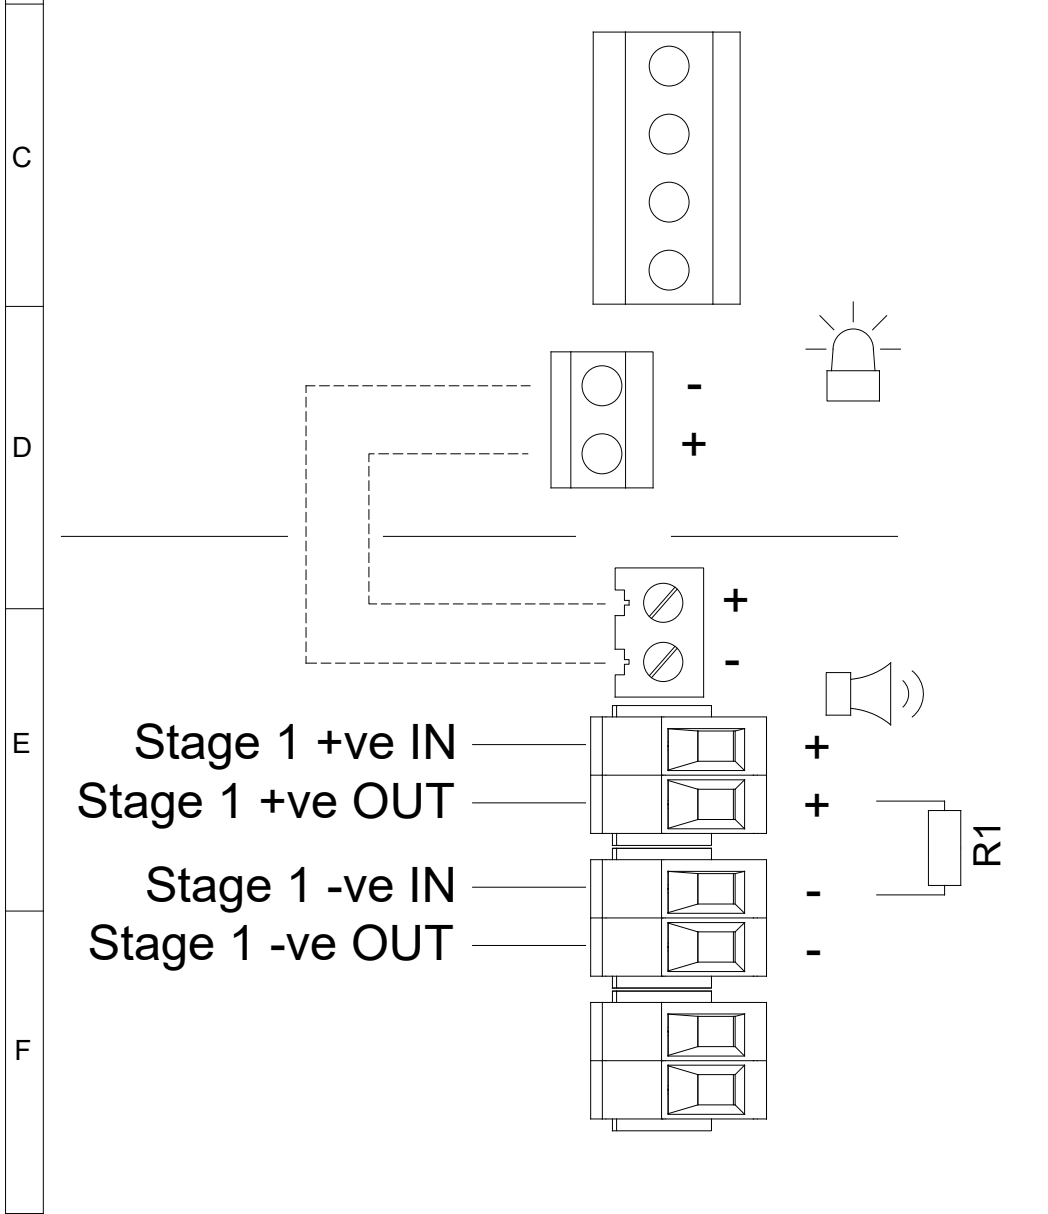 C
-
D
+
+
-
E
Stage 1 +ve IN
+
Stage 1 +ve OUT
+
R1
Stage 1 -ve IN
-
Stage 1 -ve OUT
-
F